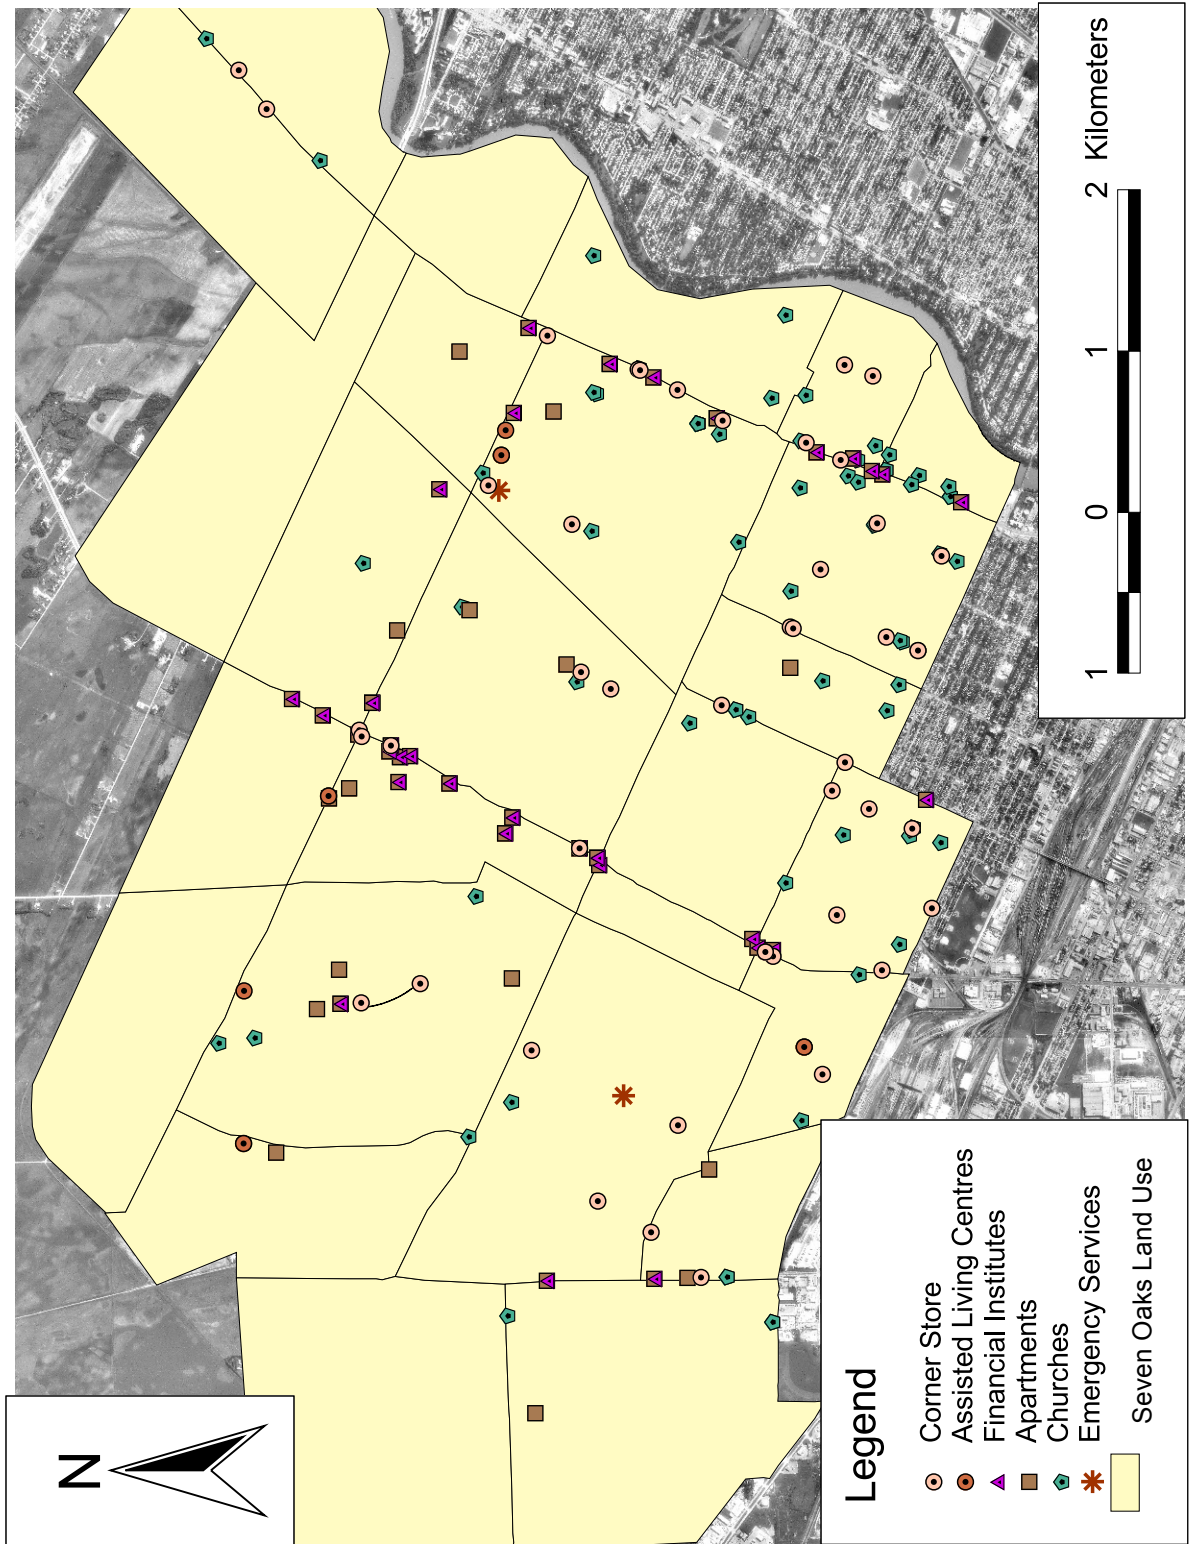 N
Legend
Corner Store
Assisted Living Centres
Financial Institutes
Apartments
Churches
Emergency Services
Seven Oaks Land Use
1 0 1 2 Kilometers